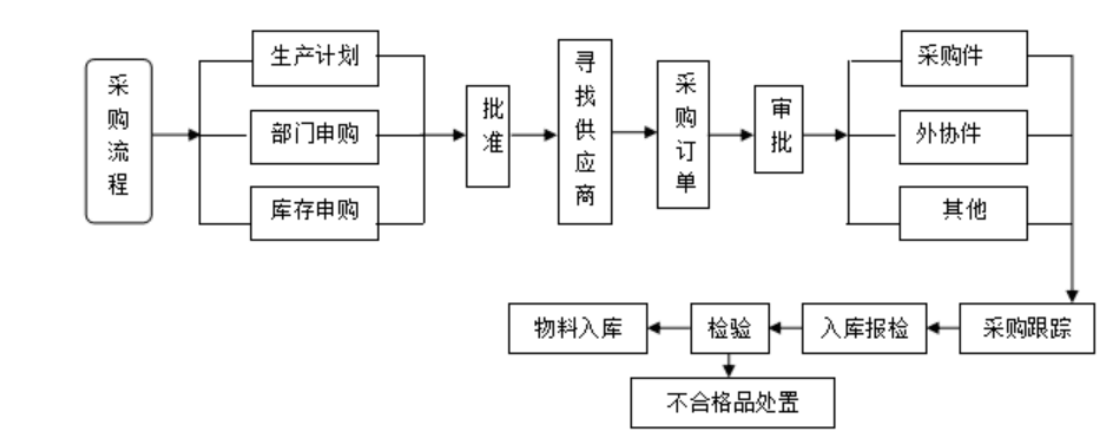 采购流程
生产计划
部门申购
库存申购
批准
寻找供应商
采购订单
审批
采购件
外协件
其他
采购跟踪
入库报检
检验
物料入库
不合格品处置